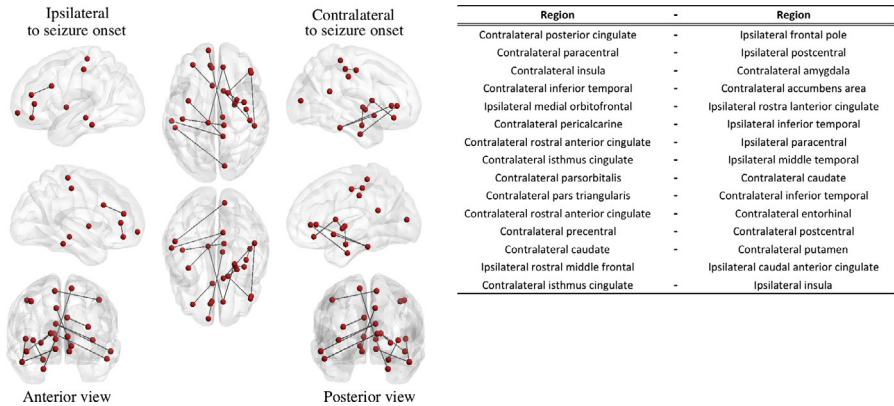 Ipsilateral
to seizure onset
Contralateral
to seizure onset
Anterior view
Posterior view
Region - Region
Contralateral posterior cingulate - Ipsilateral frontal pole
Contralateral paracentral - Ipsilateral postcentral
Contralateral insula - Contralateral amygdala
Contralateral inferior temporal - Contralateral accumbens area
Ipsilateral medial orbitofrontal - Ipsilateral rostra lanterior cingulate
Contralateral pericalcarine - Ipsilateral inferior temporal
Contralateral rostral anterior cingulate - Ipsilateral paracentral
Contralateral isthmus cingulate - Ipsilateral middle temporal
Contralateral parsorbitalis - Contralateral caudate
Contralateral pars triangularis - Contralateral inferior temporal
Contralateral rostral anterior cingulate - Contralateral entorhinal
Contralateral precentral - Contralateral postcentral
Contralateral caudate - Contralateral putamen
Ipsilateral rostral middle frontal Ipsilateral caudal anterior cingulate
Contralateral isthmus cingulate - Ipsilateral insula